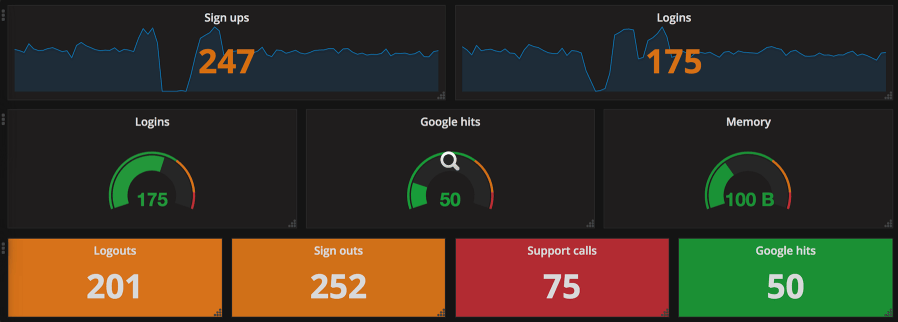 Sign ups
247
Logins
175
Logins
175
Google hits
50
Memory
100 B
Logouts
201
Sign outs
252
Support calls
75
Google hits
50